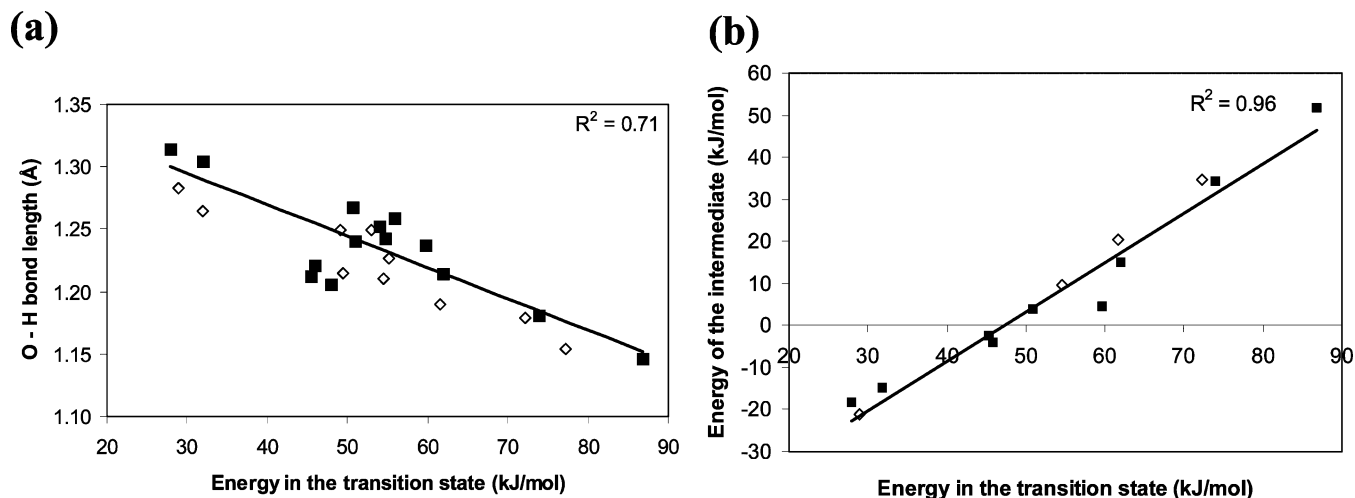 (a)
R² = 0.71
O - H bond length (Å)
1.35
1.30
1.25
1.20
1.15
1.10
20 30 40 50 60 70 80 90
Energy in the transition state (kJ/mol)
(b)
R² = 0.96
Energy of the intermediate (kJ/mol)
60
50
40
30
20
10
0
20 30 40 50 60 70 80 90
-10
-20
-30
Energy in the transition state (kJ/mol)